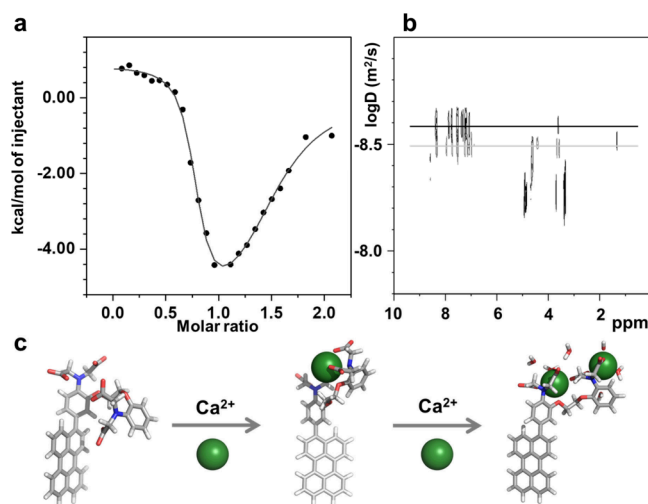 a
0.00
-2.00
-4.00
kcal/mol of injectant
0.0 0.5 1.0 1.5 2.0
Molar ratio
b
logD (m²/s)
-8.5
-8.0
10 8 6 4 2
ppm
c
Ca²⁺
Ca²⁺